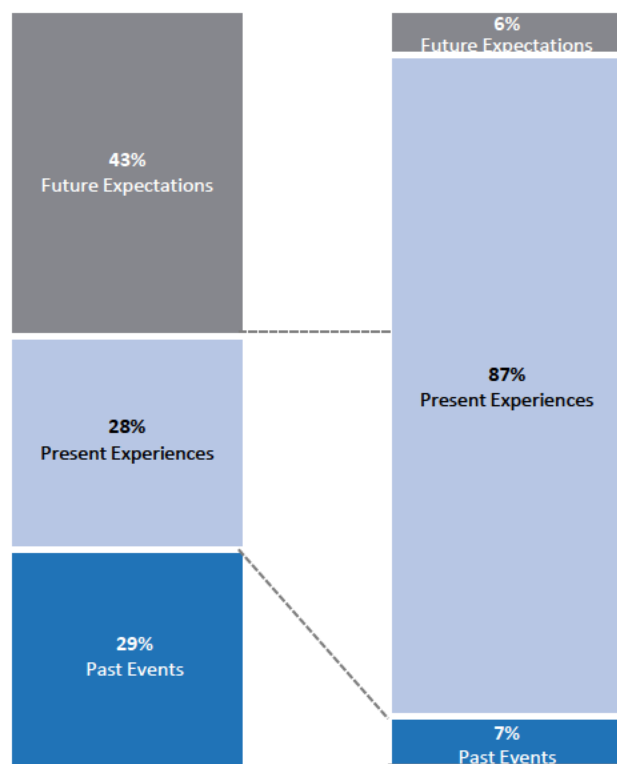 43%
Future Expectations
28%
Present Experiences
29%
Past Events
6%
Future Expectations
87%
Present Experiences
7%
Past Events